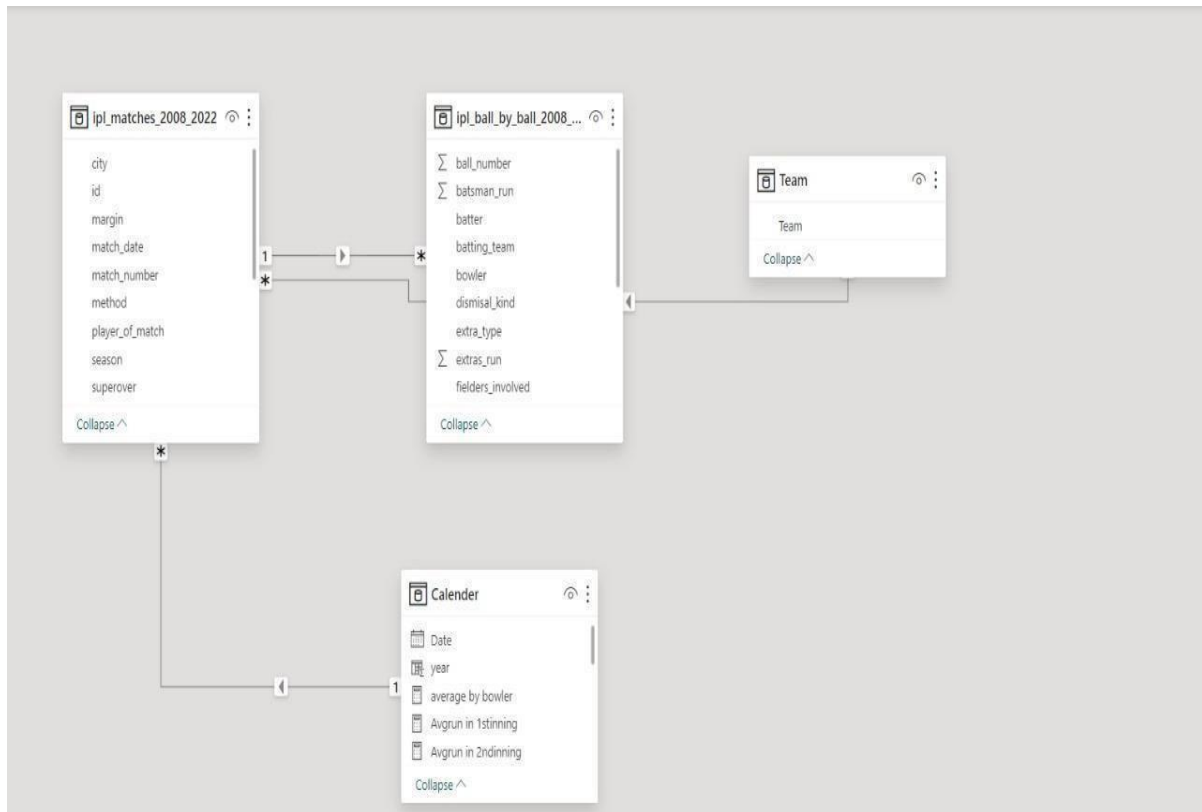 ipl_matches_2008_2022
city
id
margin
match_date
match_number
method
player_of_match
season
superover
Collapse
1
*
*
*
ipl_ball_by_ball_2008_...
ball_number
batsman_run
batter
batting_team
bowler
dismisal_kind
extra_type
extras_run
fielders_involved
Collapse
Team
Team
Collapse
Calender
Date
year
average by bowler
Avgrun in 1stinning
Avgrun in 2ndinning
Collapse
1